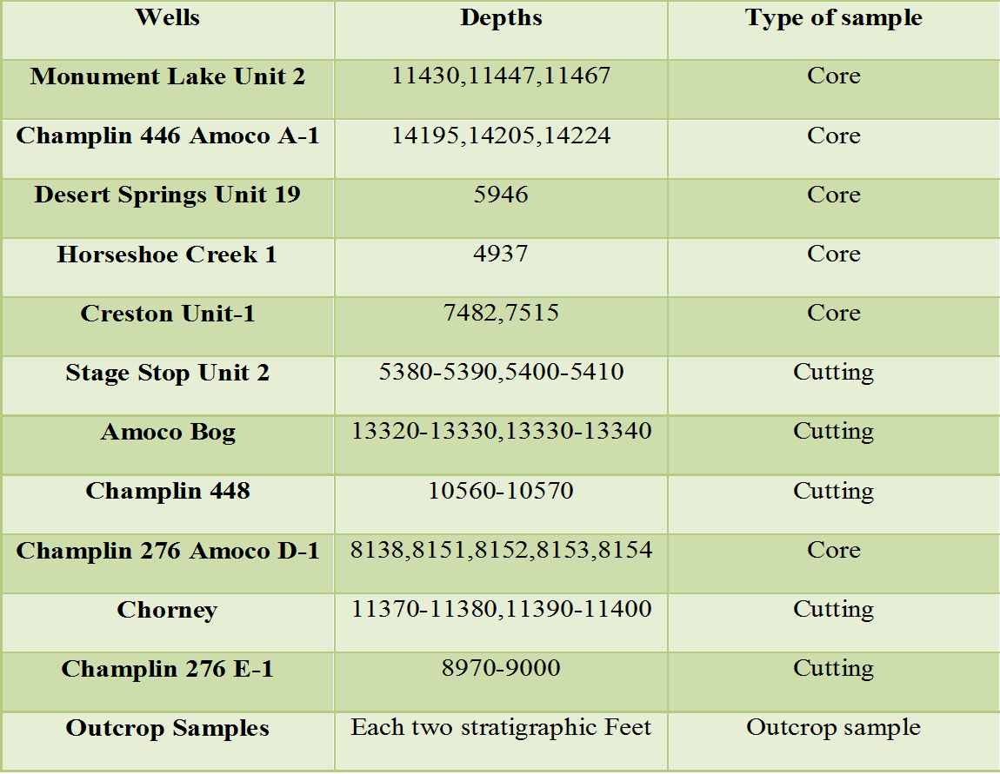 Wells Depths Type of sample
Monument Lake Unit 2 11430,11447,11467 Core
Champlin 446 Amoco A-1 14195,14205,14224 Core
Desert Springs Unit 19 5946 Core
Horseshoe Creek 1 4937 Core
Creston Unit-1 7482,7515 Core
Stage Stop Unit 2 5380-5390,5400-5410 Cutting
Amoco Bog 13320-13330,13330-13340 Cutting
Champlin 448 10560-10570 Cutting
Champlin 276 Amoco D-1 8138,8151,8152,8153,8154 Core
Chorney 11370-11380,11390-11400 Cutting
Champlin 276 E-1 8970-9000 Cutting
Outcrop Samples Each two stratigraphic Feet Outcrop sample